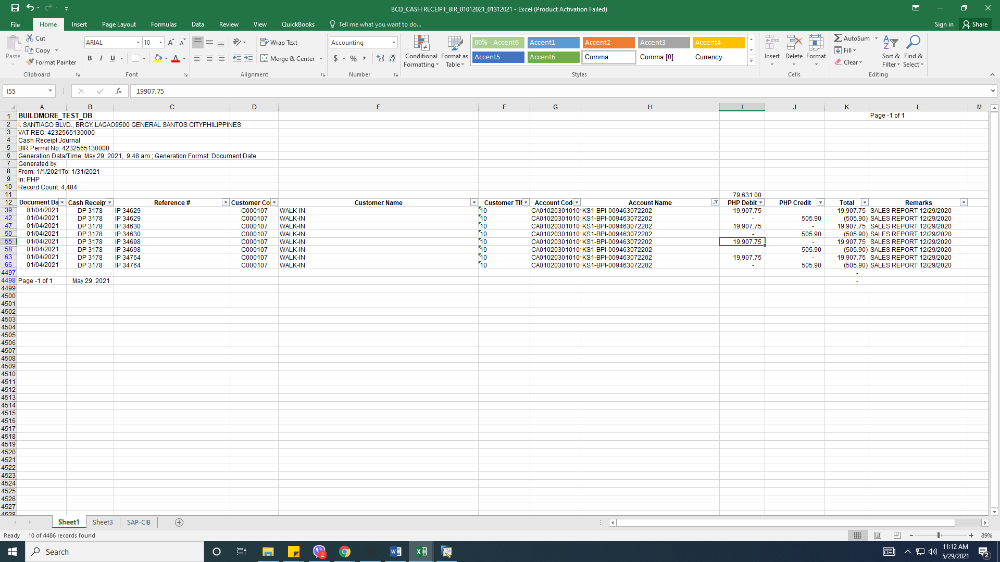 BCD_CASH RECEIPT_BIR_01012021_01312021 - Excel (Product Activation Failed)
File Home Insert Page Layout Formulas Data Review View QuickBooks Tell me what you want to do... Sign in Share
Paste Cut Copy Format Painter Clipboard
ARIAL 10 B I U Font
Wrap Text Merge & Center Alignment
Accounting $ % , Number
Conditional Formatting Format as Table
60% - Accent6 Accent1 Accent2 Accent3 Accent4
Accent5 Accent6 Comma Comma [0] Currency
Styles
Insert Delete Format Cells
AutoSum Fill Clear Sort & Filter Find & Select Editing
I55 fx 19907.75
A B C D E F G H I J K L M
1 BUILDMORE_TEST_DB Page -1 of 1
2 I. SANTIAGO BLVD., BRGY. LAGAO9500 GENERAL SANTOS CITYPHILIPPINES
3 VAT REG: 4232565130000
4 Cash Receipt Journal
5 BIR Permit No. 4232565130000
6 Generation Data/Time: May 29, 2021, 9:48 am ; Generation Format: Document Date
7 Generated by:
8 From: 1/1/2021To: 1/31/2021
9 In: PHP
10 Record Count: 4,484
11 79,631.00
12 Document Da Cash Receip Reference # Customer Co Customer Name Customer TI Account Cod Account Name PHP Debit PHP Credit Total Remarks
39 01/04/2021 DP 3178 IP 34629 C000107 WALK-IN 10 CA01020301010 KS1-BPI-009463072202 19,907.75 - 19,907.75 SALES REPORT 12/29/2020
42 01/04/2021 DP 3178 IP 34629 C000107 WALK-IN 10 CA01020301010 KS1-BPI-009463072202 - 505.90 (505.90) SALES REPORT 12/29/2020
47 01/04/2021 DP 3178 IP 34630 C000107 WALK-IN 10 CA01020301010 KS1-BPI-009463072202 19,907.75 - 19,907.75 SALES REPORT 12/29/2020
50 01/04/2021 DP 3178 IP 34630 C000107 WALK-IN 10 CA01020301010 KS1-BPI-009463072202 - 505.90 (505.90) SALES REPORT 12/29/2020
55 01/04/2021 DP 3178 IP 34698 C000107 WALK-IN 10 CA01020301010 KS1-BPI-009463072202 19,907.75 - 19,907.75 SALES REPORT 12/29/2020
58 01/04/2021 DP 3178 IP 34698 C000107 WALK-IN 10 CA01020301010 KS1-BPI-009463072202 - 505.90 (505.90) SALES REPORT 12/29/2020
63 01/04/2021 DP 3178 IP 34764 C000107 WALK-IN 10 CA01020301010 KS1-BPI-009463072202 19,907.75 - 19,907.75 SALES REPORT 12/29/2020
66 01/04/2021 DP 3178 IP 34764 C000107 WALK-IN 10 CA01020301010 KS1-BPI-009463072202 - 505.90 (505.90) SALES REPORT 12/29/2020
4497 -
4498 Page -1 of 1 May 29, 2021 -
4499
4500
4501
4502
4503
4504
4505
4506
4507
4508
4509
4510
4511
4512
4513
4514
4515
4516
4517
4518
4519
4520
4521
4522
4523
4524
4525
4526
4527
4528
Sheet1 Sheet3 SAP-CIB
Ready 10 of 4486 records found 89%
Search 2 11:12 AM
5/29/2021 2